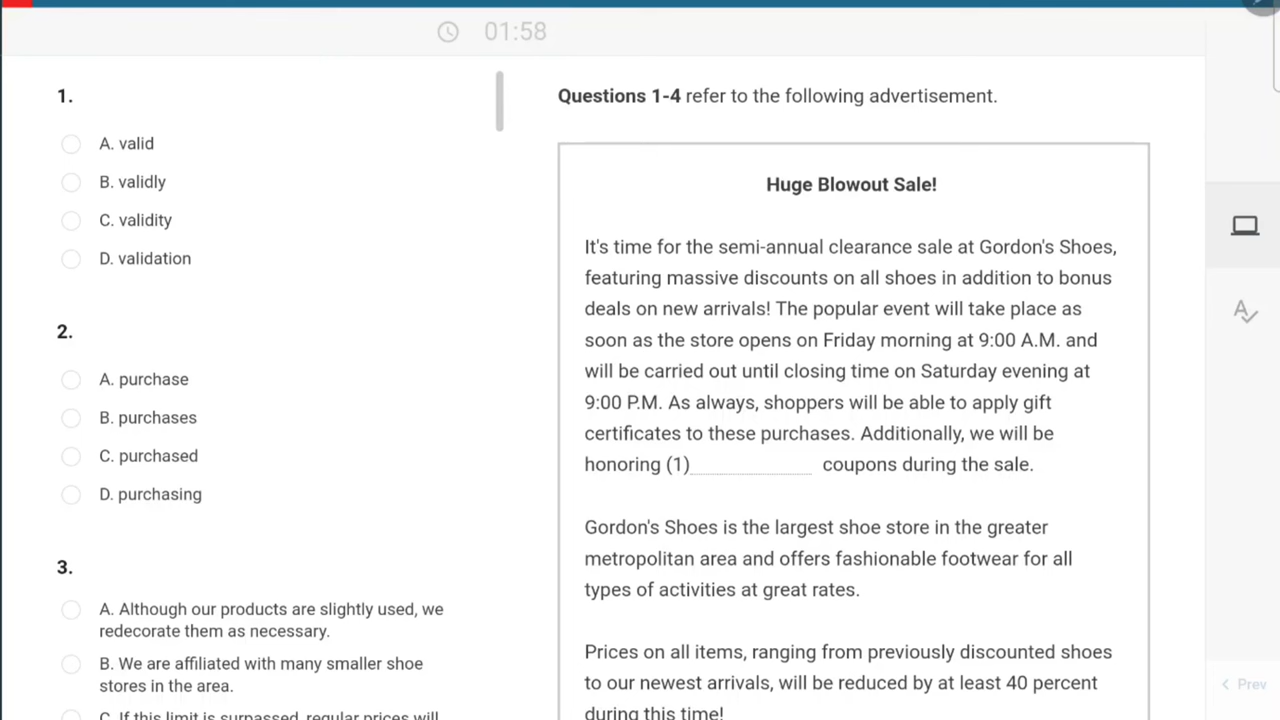 01:58
1.
A. valid
B. validly
C. validity
D. validation
2.
A. purchase
B. purchases
C. purchased
D. purchasing
3.
A. Although our products are slightly used, we
redecorate them as necessary.
B. We are affiliated with many smaller shoe
stores in the area.
C. If this limit is surpassed, regular prices will
Questions 1-4 refer to the following advertisement.
Huge Blowout Sale!
It's time for the semi-annual clearance sale at Gordon's Shoes,
featuring massive discounts on all shoes in addition to bonus
deals on new arrivals! The popular event will take place as
soon as the store opens on Friday morning at 9:00 A.M. and
will be carried out until closing time on Saturday evening at
9:00 P.M. As always, shoppers will be able to apply gift
certificates to these purchases. Additionally, we will be
honoring (1)____________ coupons during the sale.
Gordon's Shoes is the largest shoe store in the greater
metropolitan area and offers fashionable footwear for all
types of activities at great rates.
Prices on all items, ranging from previously discounted shoes
to our newest arrivals, will be reduced by at least 40 percent
during this time!
< Prev